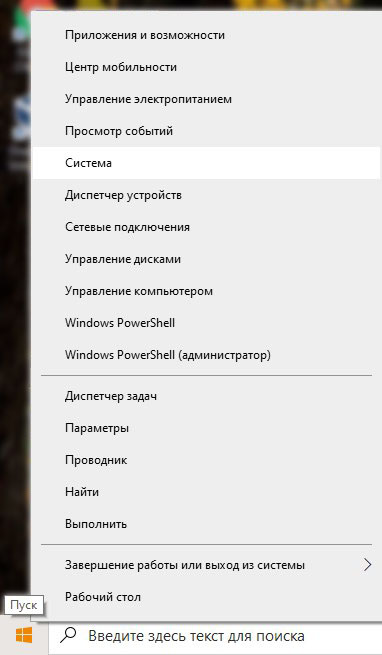 Приложения и возможности
Центр мобильности
Управление электропитанием
Просмотр событий
Система
Диспетчер устройств
Сетевые подключения
Управление дисками
Управление компьютером
Windows PowerShell
Windows PowerShell (администратор)
Диспетчер задач
Параметры
Проводник
Найти
Выполнить
Завершение работы или выход из системы
Рабочий стол
Пуск
Введите здесь текст для поиска